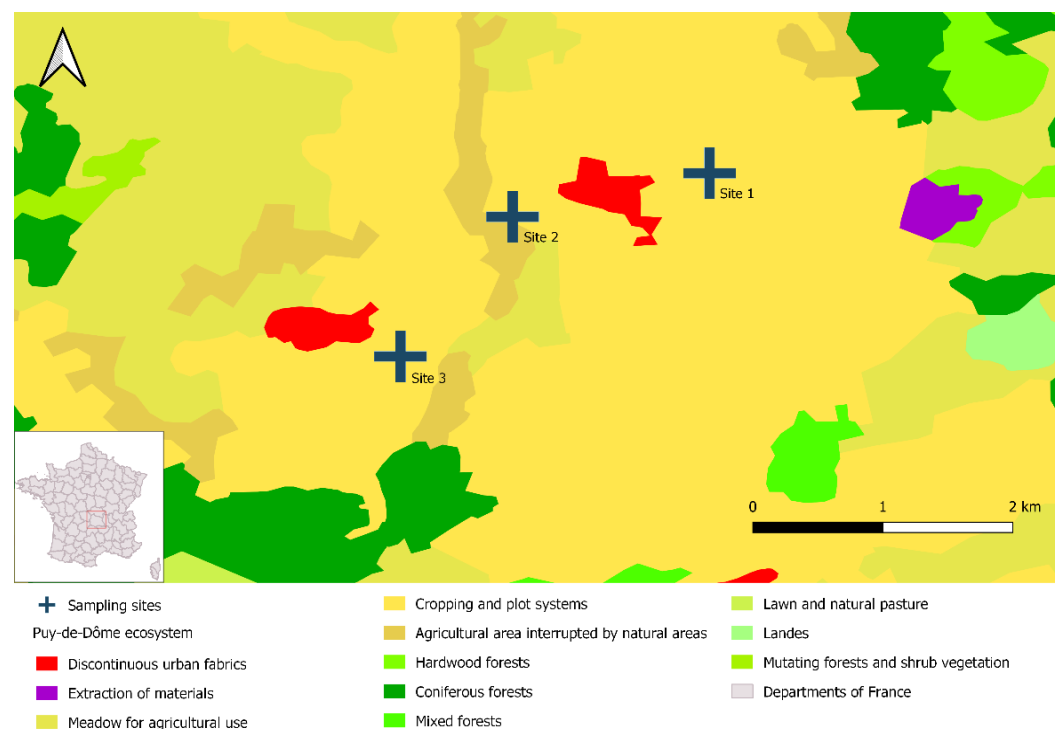 Site 1
Site 2
Site 3
0 1 2 km
Sampling sites
Puy-de-Dôme ecosystem
Discontinuous urban fabrics
Extraction of materials
Meadow for agricultural use
Cropping and plot systems
Agricultural area interrupted by natural areas
Hardwood forests
Coniferous forests
Mixed forests
Lawn and natural pasture
Landes
Mutating forests and shrub vegetation
Departments of France